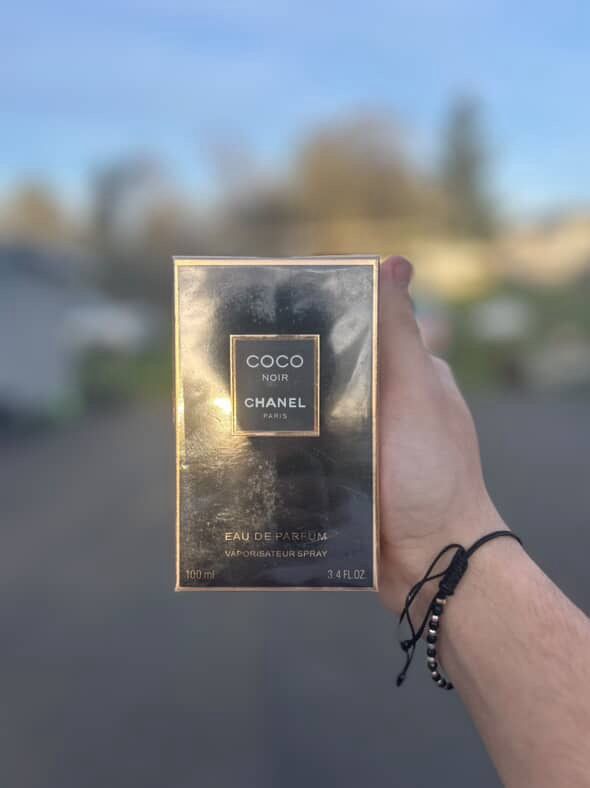 COCO
NOIR
CHANEL
PARIS
EAU DE PARFUM
VAPORISATEUR SPRAY
100 ml 3.4 FL.OZ.